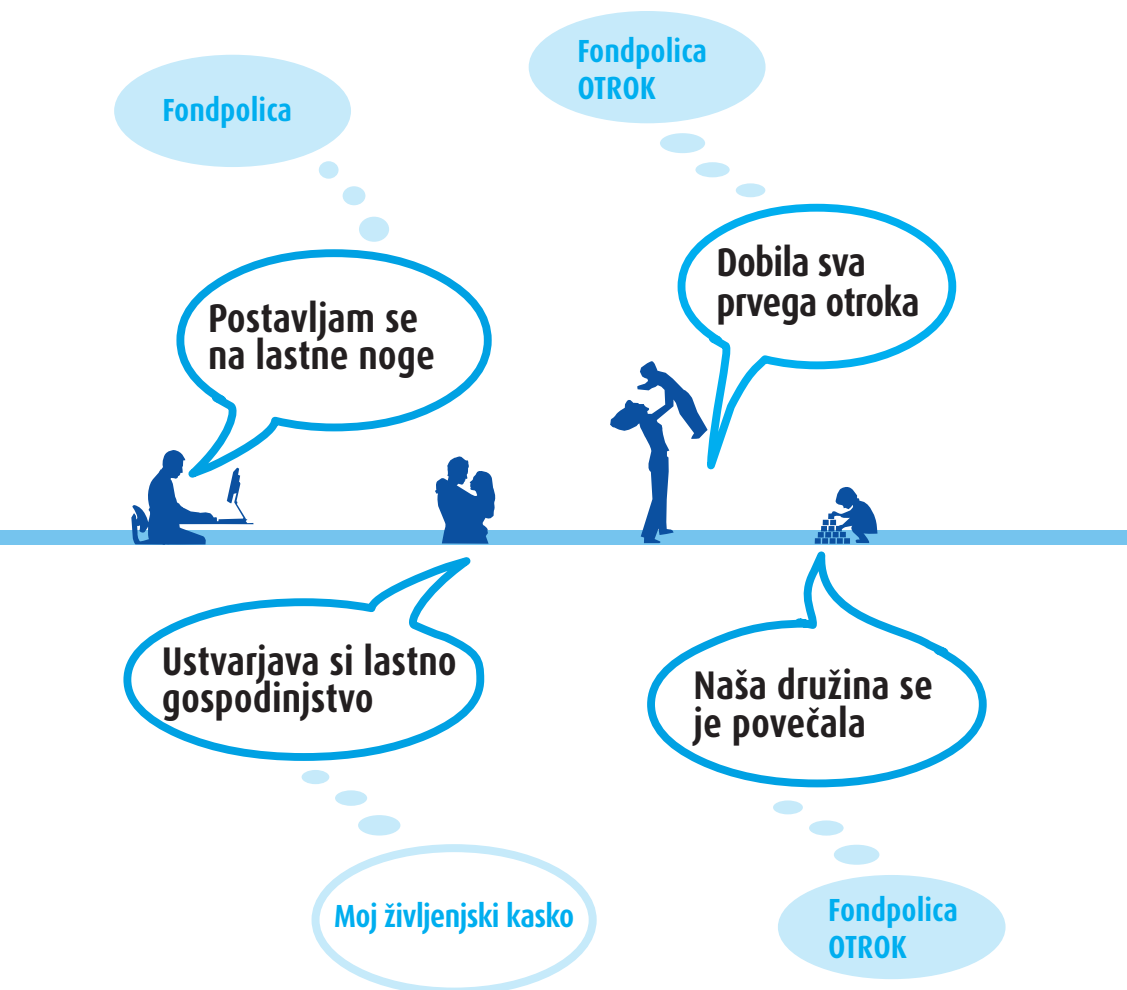 Fondpolica
Fondpolica
OTROK
Postavljam se
na lastne noge
Dobila sva
prvega otroka
Ustvarjava si lastno
gospodinjstvo
Naša družina se
je povečala
Moj življenjski kasko
Fondpolica
OTROK